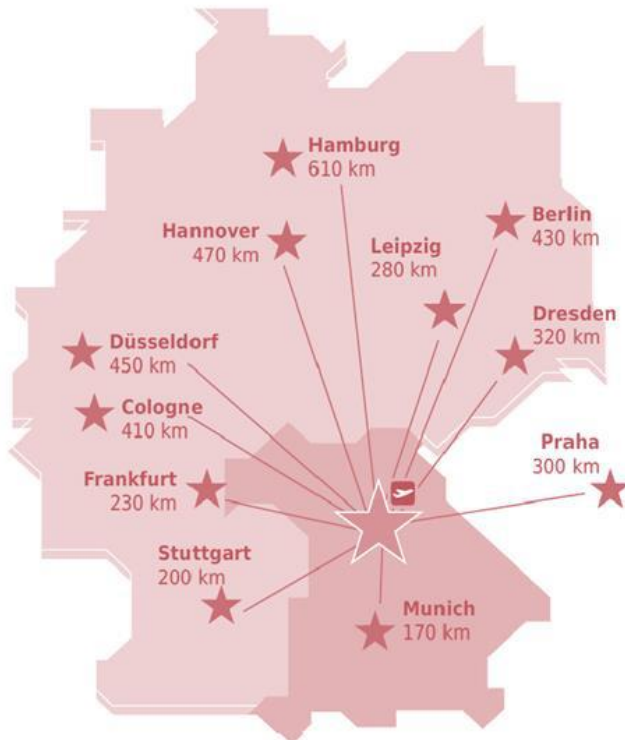 Hamburg
610 km
Hannover
470 km
Leipzig
280 km
Berlin
430 km
Dresden
320 km
Düsseldorf
450 km
Cologne
410 km
Praha
300 km
Frankfurt
230 km
Stuttgart
200 km
Munich
170 km